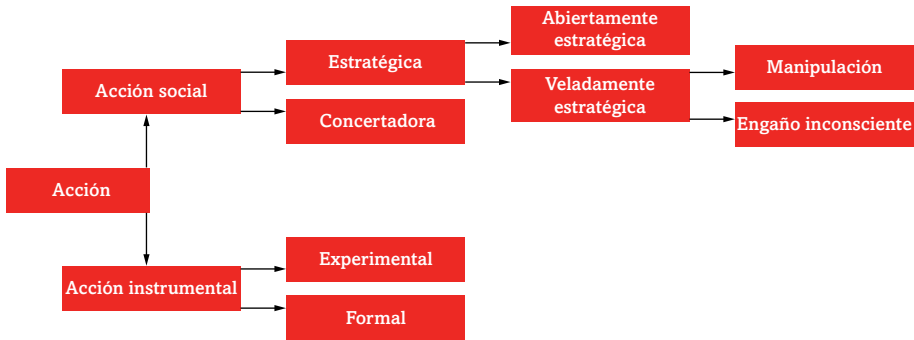 Abiertamente
estratégica
Estratégica
Manipulación
Acción social
Veladamente
estratégica
Concertadora
Engaño inconsciente
Acción
Experimental
Acción instrumental
Formal